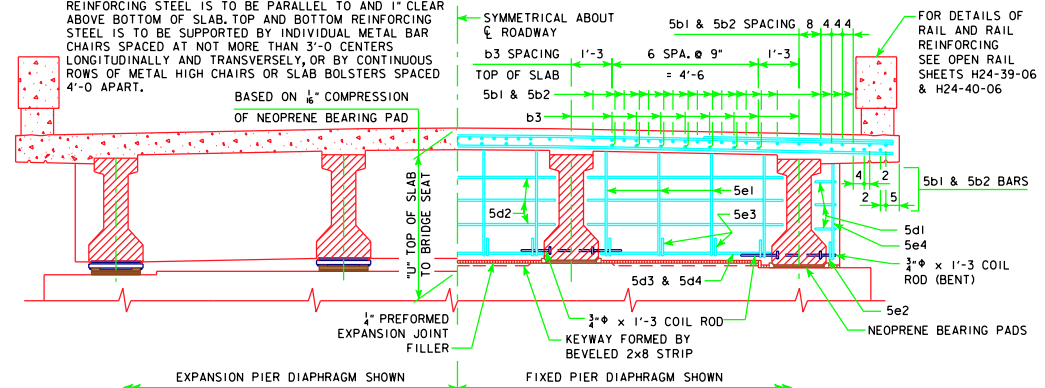 REINFORCING STEEL IS TO BE PARALLEL TO AND 1" CLEAR
ABOVE BOTTOM OF SLAB. TOP AND BOTTOM REINFORCING
STEEL IS TO BE SUPPORTED BY INDIVIDUAL METAL BAR
CHAIRS SPACED AT NOT MORE THAN 3'-0 CENTERS
LONGITUDINALLY AND TRANSVERSELY, OR BY CONTINUOUS
ROWS OF METAL HIGH CHAIRS OR SLAB BOLSTERS SPACED
4'-0 APART.
SYMMETRICAL ABOUT
℄ ROADWAY
5b1 & 5b2 SPACING
8 4 4 4
FOR DETAILS OF
RAIL AND RAIL
REINFORCING
SEE OPEN RAIL
SHEETS H24-39-06
& H24-40-06
b3 SPACING
TOP OF SLAB
1'-3
6 SPA. @ 9"
= 4'-6
1'-3
5b1 & 5b2
b3
BASED ON 1/16" COMPRESSION
OF NEOPRENE BEARING PAD
"U" TOP OF SLAB
TO BRIDGE SEAT
4
2
2
5
5b1 & 5b2 BARS
5d2
5e1
5e3
5d1
5e4
3/4"Φ x 1'-3 COIL
ROD (BENT)
5d3 & 5d4
5e2
1/4" PREFORMED
EXPANSION JOINT
FILLER
3/4"Φ x 1'-3 COIL ROD
KEYWAY FORMED BY
BEVELED 2x8 STRIP
NEOPRENE BEARING PADS
EXPANSION PIER DIAPHRAGM SHOWN
FIXED PIER DIAPHRAGM SHOWN